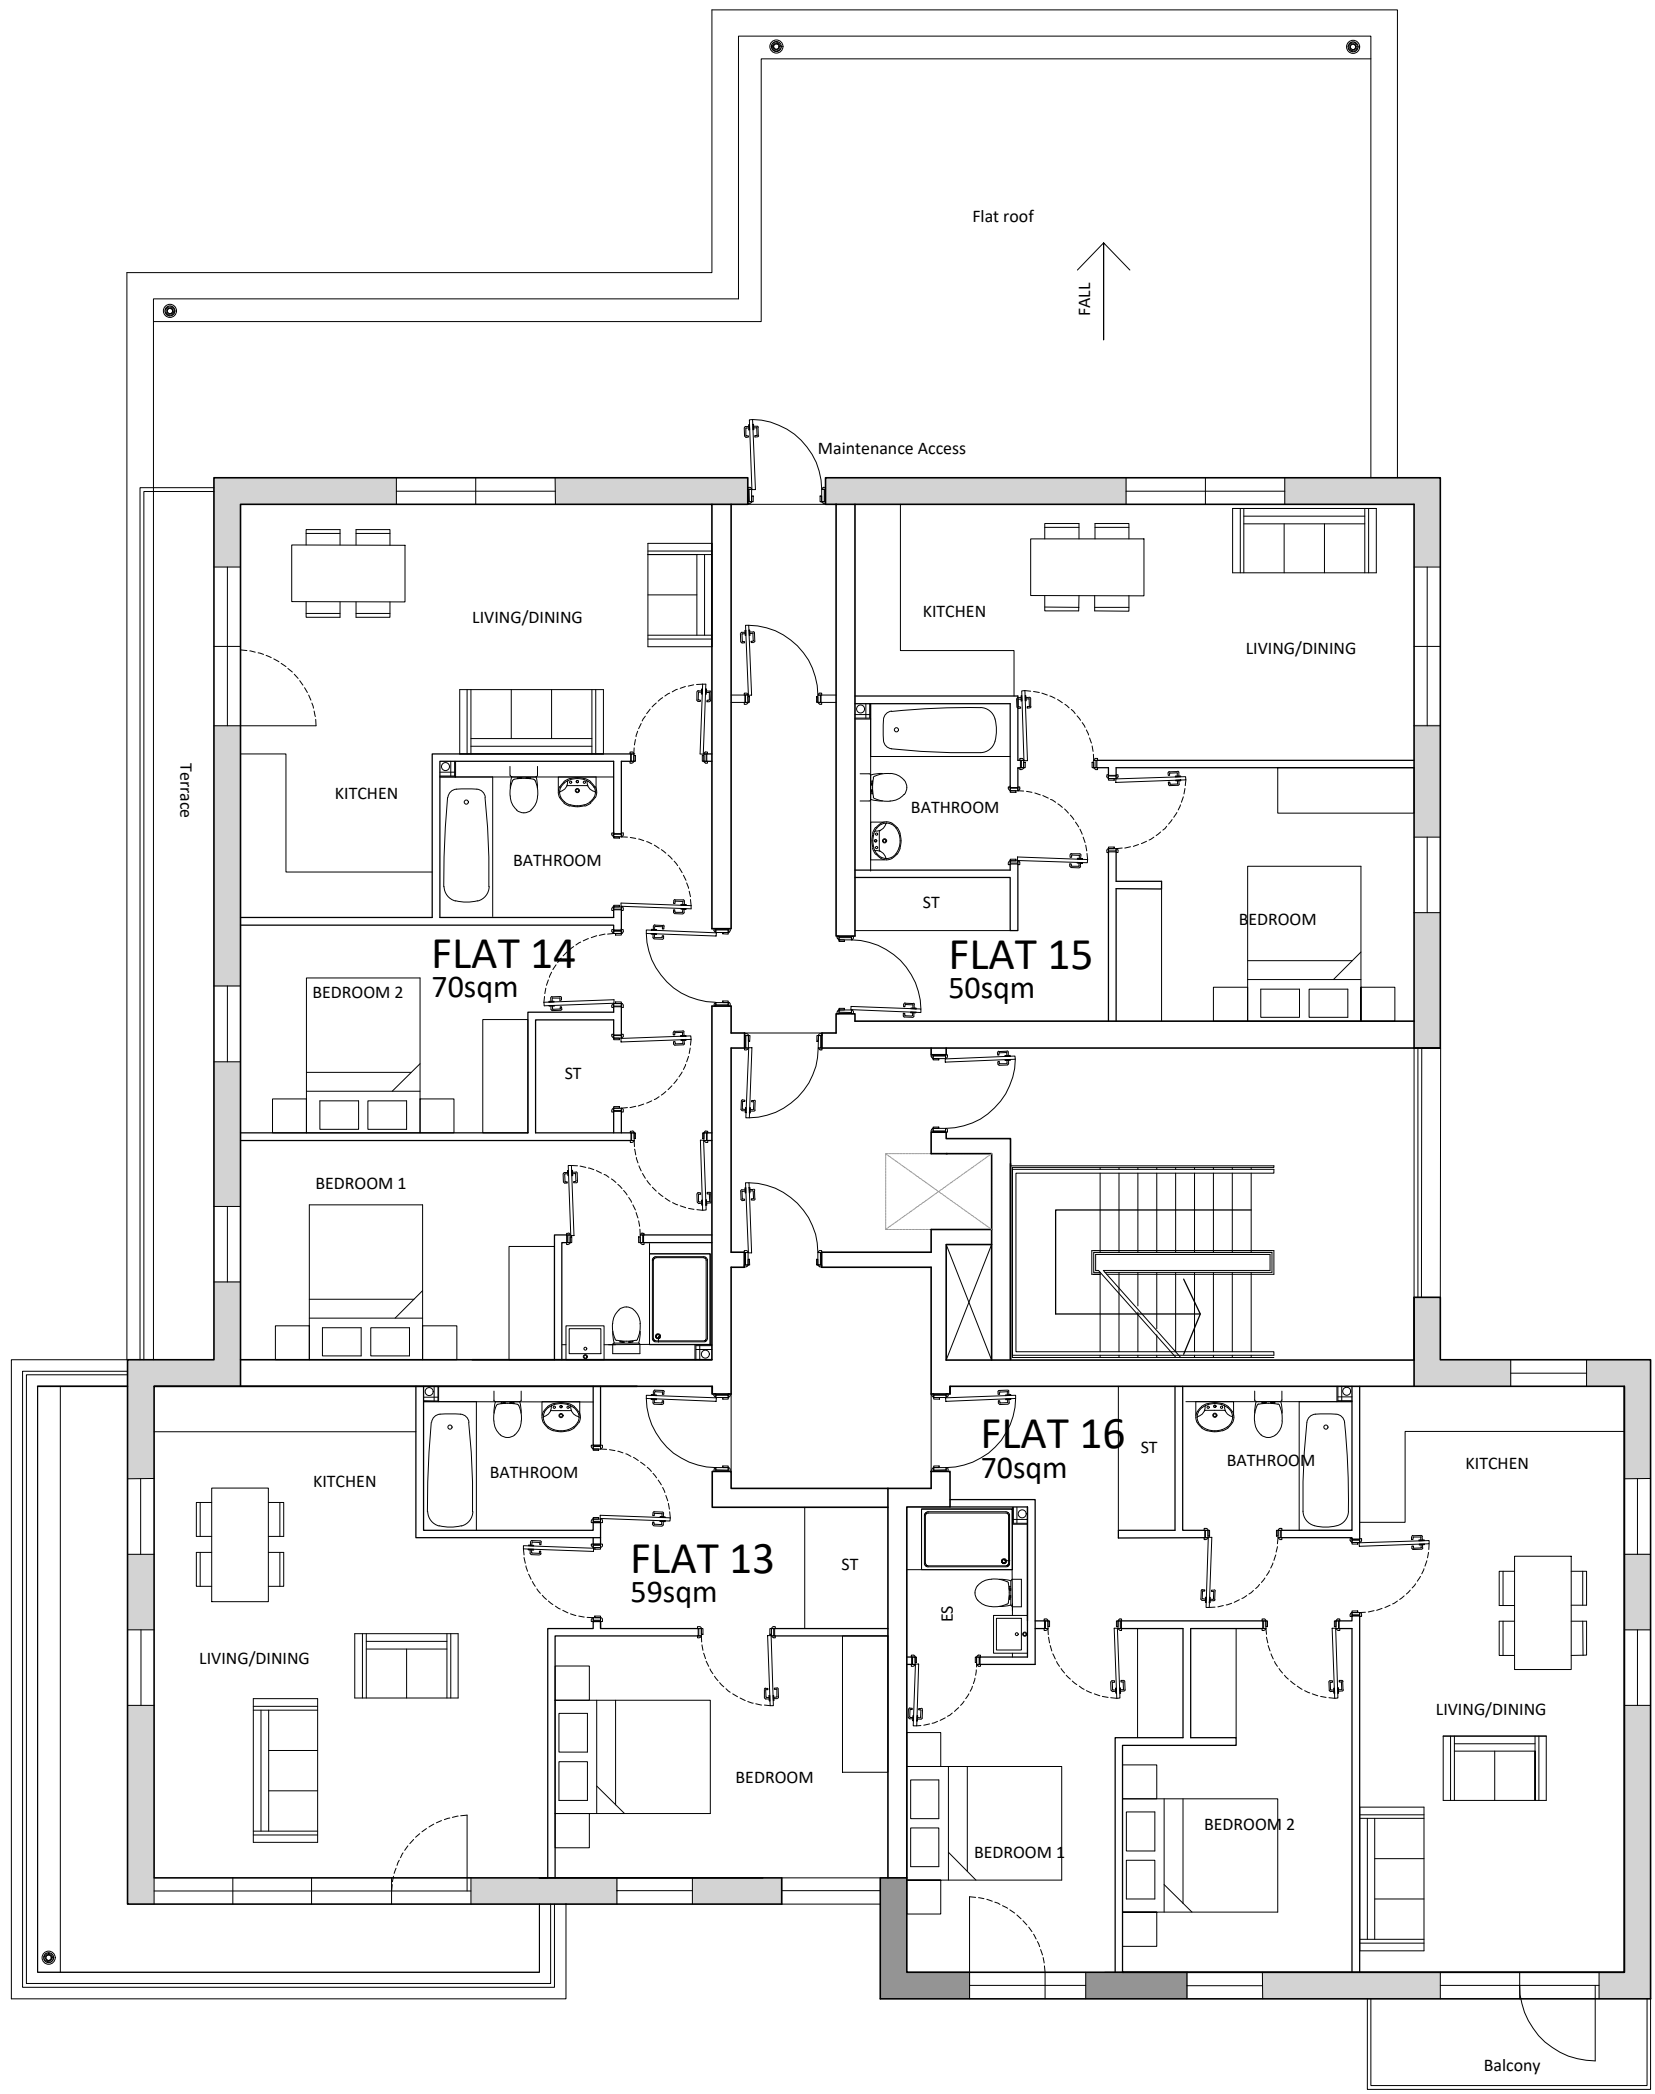 Flat roof
FALL
Maintenance Access
Terrace
LIVING/DINING
KITCHEN
BATHROOM
FLAT 14
70sqm
BEDROOM 2
ST
BEDROOM 1
KITCHEN
LIVING/DINING
BATHROOM
ST
FLAT 15
50sqm
BEDROOM
KITCHEN
BATHROOM
FLAT 13
59sqm
ST
LIVING/DINING
BEDROOM
FLAT 16
70sqm
ST
BATHROOM
KITCHEN
ES
LIVING/DINING
BEDROOM 1
BEDROOM 2
Balcony